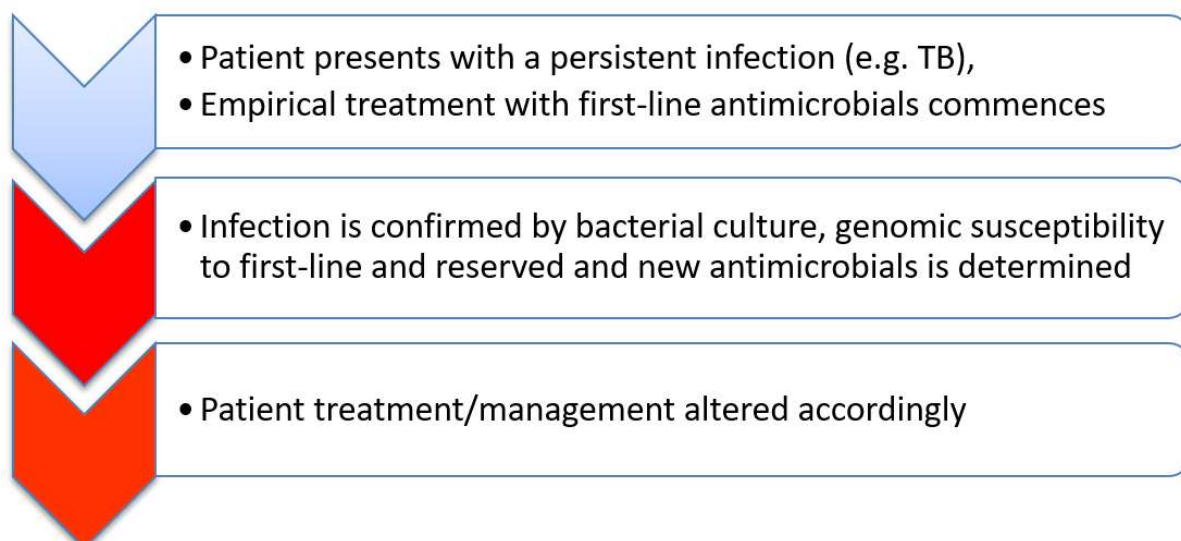 • Patient presents with a persistent infection (e.g. TB),
• Empirical treatment with first-line antimicrobials commences
• Infection is confirmed by bacterial culture, genomic susceptibility
to first-line and reserved and new antimicrobials is determined
• Patient treatment/management altered accordingly